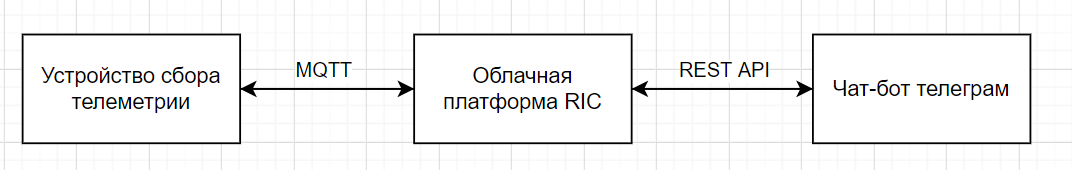 Устройство сбора
телеметрии
MQTT
Облачная
платформа RIC
REST API
Чат-бот телеграм